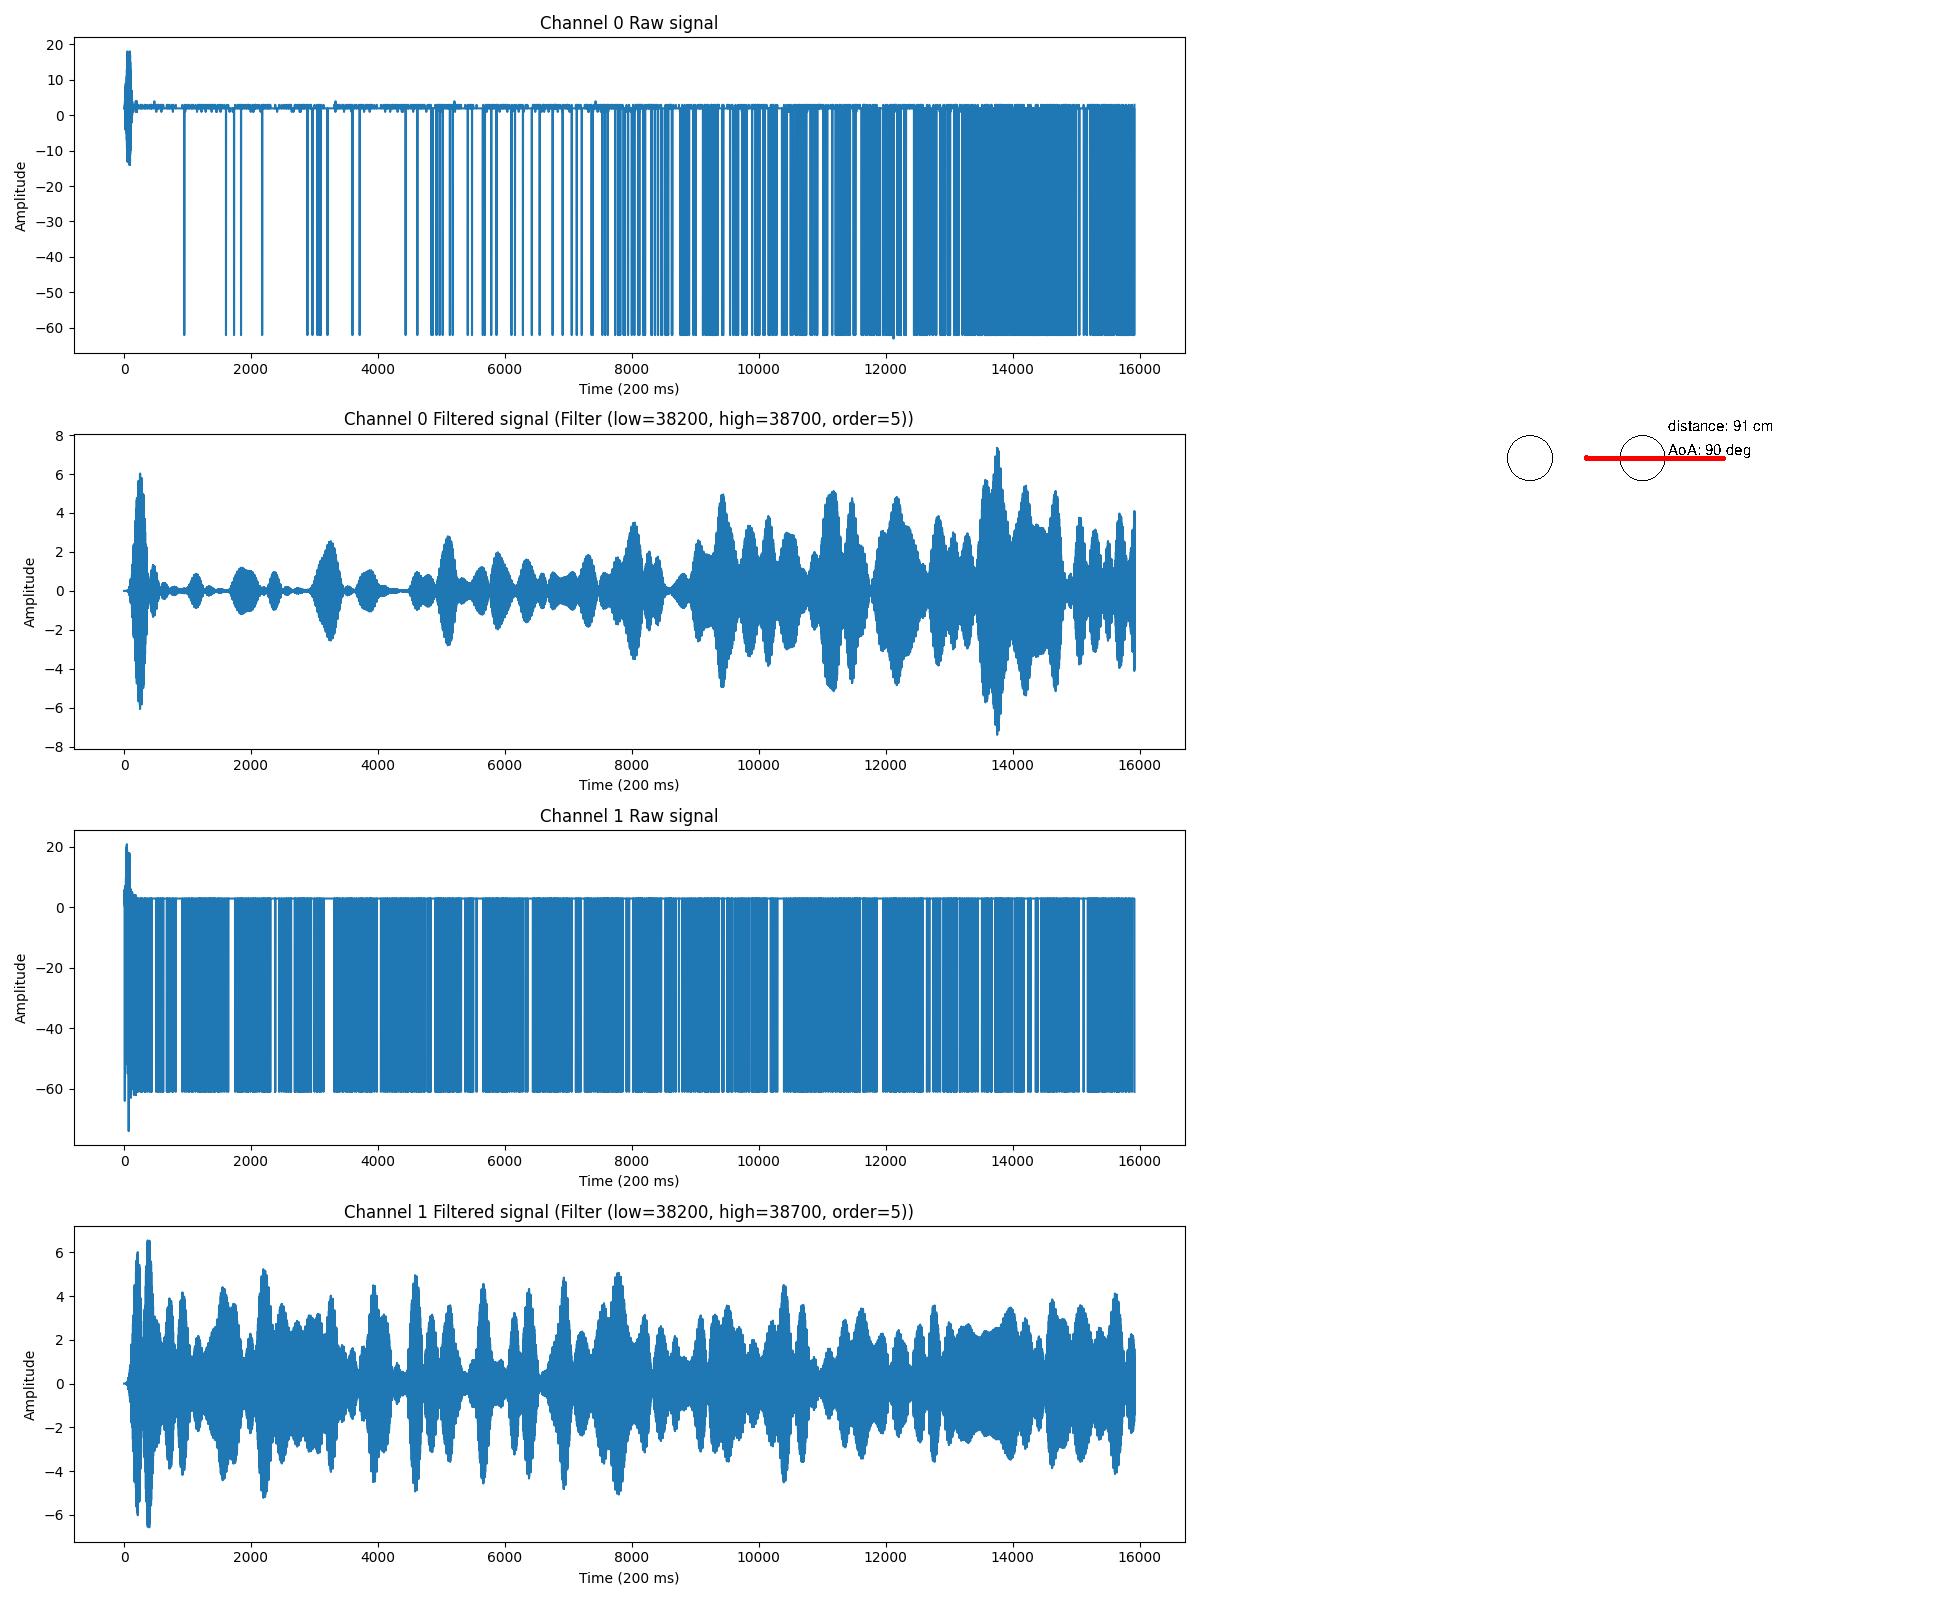 Channel 0 Raw signal
20
10
0
−10
−20
−30
−40
−50
−60
Amplitude
0 2000 4000 6000 8000 10000 12000 14000 16000
Time (200 ms)
Channel 0 Filtered signal (Filter (low=38200, high=38700, order=5))
8
6
4
2
0
−2
−4
−6
−8
Amplitude
0 2000 4000 6000 8000 10000 12000 14000 16000
Time (200 ms)
distance: 91 cm
AoA: 90 deg
Channel 1 Raw signal
20
0
−20
−40
−60
Amplitude
0 2000 4000 6000 8000 10000 12000 14000 16000
Time (200 ms)
Channel 1 Filtered signal (Filter (low=38200, high=38700, order=5))
6
4
2
0
−2
−4
−6
Amplitude
0 2000 4000 6000 8000 10000 12000 14000 16000
Time (200 ms)